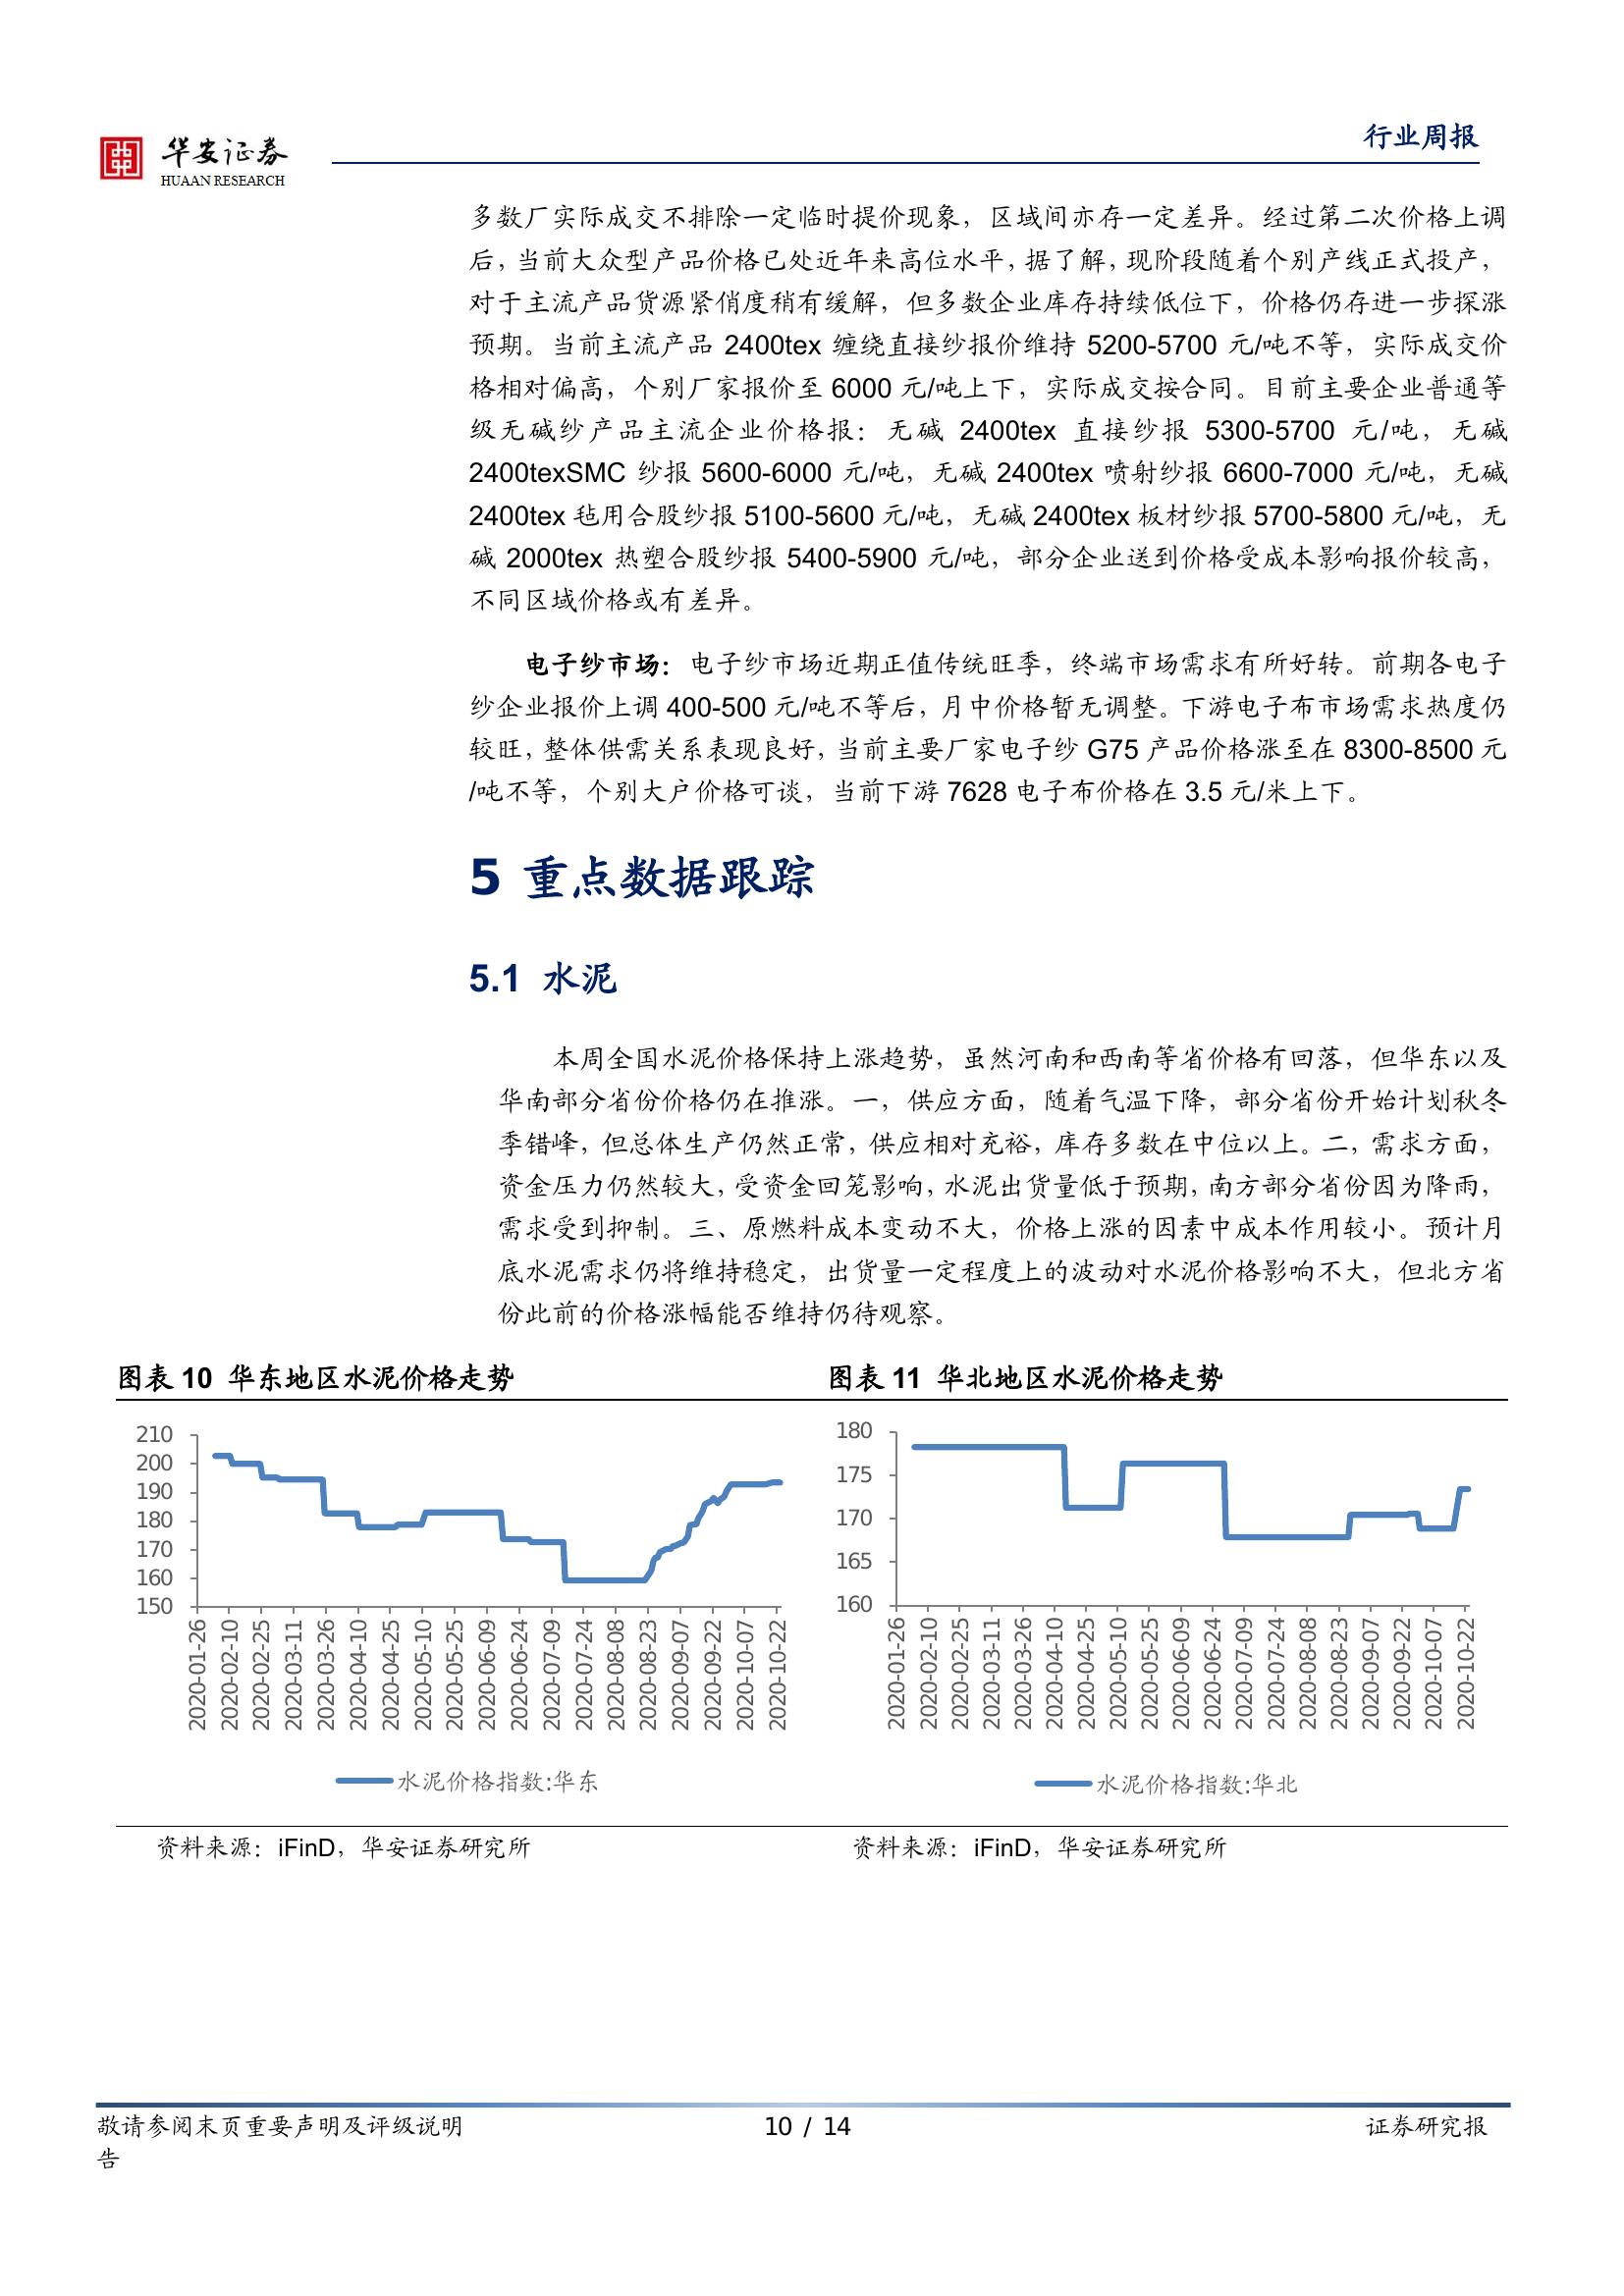 华安证券
HUAAN RESEARCH
行业周报
多数厂实际成交不排除一定临时提价现象，区域间亦存一定差异。经过第二次价格上调
后，当前大众型产品价格已处近年来高位水平，据了解，现阶段随着个别产线正式投产，
对于主流产品货源紧俏度稍有缓解，但多数企业库存持续低位下，价格仍存进一步探涨
预期。当前主流产品 2400tex 缠绕直接纱报价维持 5200-5700 元/吨不等，实际成交价
格相对偏高，个别厂家报价至 6000 元/吨上下，实际成交按合同。目前主要企业普通等
级无碱纱产品主流企业价格报：无碱 2400tex 直接纱报 5300-5700 元/吨，无碱
2400texSMC 纱报 5600-6000 元/吨，无碱 2400tex 喷射纱报 6600-7000 元/吨，无碱
2400tex 毡用合股纱报 5100-5600 元/吨，无碱 2400tex 板材纱报 5700-5800 元/吨，无
碱 2000tex 热塑合股纱报 5400-5900 元/吨，部分企业送到价格受成本影响报价较高，
不同区域价格或有差异。
电子纱市场：电子纱市场近期正值传统旺季，终端市场需求有所好转。前期各电子
纱企业报价上调 400-500 元/吨不等后，月中价格暂无调整。下游电子布市场需求热度仍
较旺，整体供需关系表现良好，当前主要厂家电子纱 G75 产品价格涨至在 8300-8500 元
/吨不等，个别大户价格可谈，当前下游 7628 电子布价格在 3.5 元/米上下。
5 重点数据跟踪
5.1 水泥
本周全国水泥价格保持上涨趋势，虽然河南和西南等省价格有回落，但华东以及
华南部分省份价格仍在推涨。一，供应方面，随着气温下降，部分省份开始计划秋冬
季错峰，但总体生产仍然正常，供应相对充裕，库存多数在中位以上。二，需求方面，
资金压力仍然较大，受资金回笼影响，水泥出货量低于预期，南方部分省份因为降雨，
需求受到抑制。三、原燃料成本变动不大，价格上涨的因素中成本作用较小。预计月
底水泥需求仍将维持稳定，出货量一定程度上的波动对水泥价格影响不大，但北方省
份此前的价格涨幅能否维持仍待观察。
图表 10 华东地区水泥价格走势
210
200
190
180
170
160
150
2020-01-26
2020-02-10
2020-02-25
2020-03-11
2020-03-26
2020-04-10
2020-04-25
2020-05-10
2020-05-25
2020-06-09
2020-06-24
2020-07-09
2020-07-24
2020-08-08
2020-08-23
2020-09-07
2020-09-22
2020-10-07
2020-10-22
水泥价格指数:华东
资料来源：iFinD，华安证券研究所
图表 11 华北地区水泥价格走势
180
175
170
165
160
2020-01-26
2020-02-10
2020-02-25
2020-03-11
2020-03-26
2020-04-10
2020-04-25
2020-05-10
2020-05-25
2020-06-09
2020-06-24
2020-07-09
2020-07-24
2020-08-08
2020-08-23
2020-09-07
2020-09-22
2020-10-07
2020-10-22
水泥价格指数:华北
资料来源：iFinD，华安证券研究所
敬请参阅末页重要声明及评级说明
10 / 14
证券研究报
告